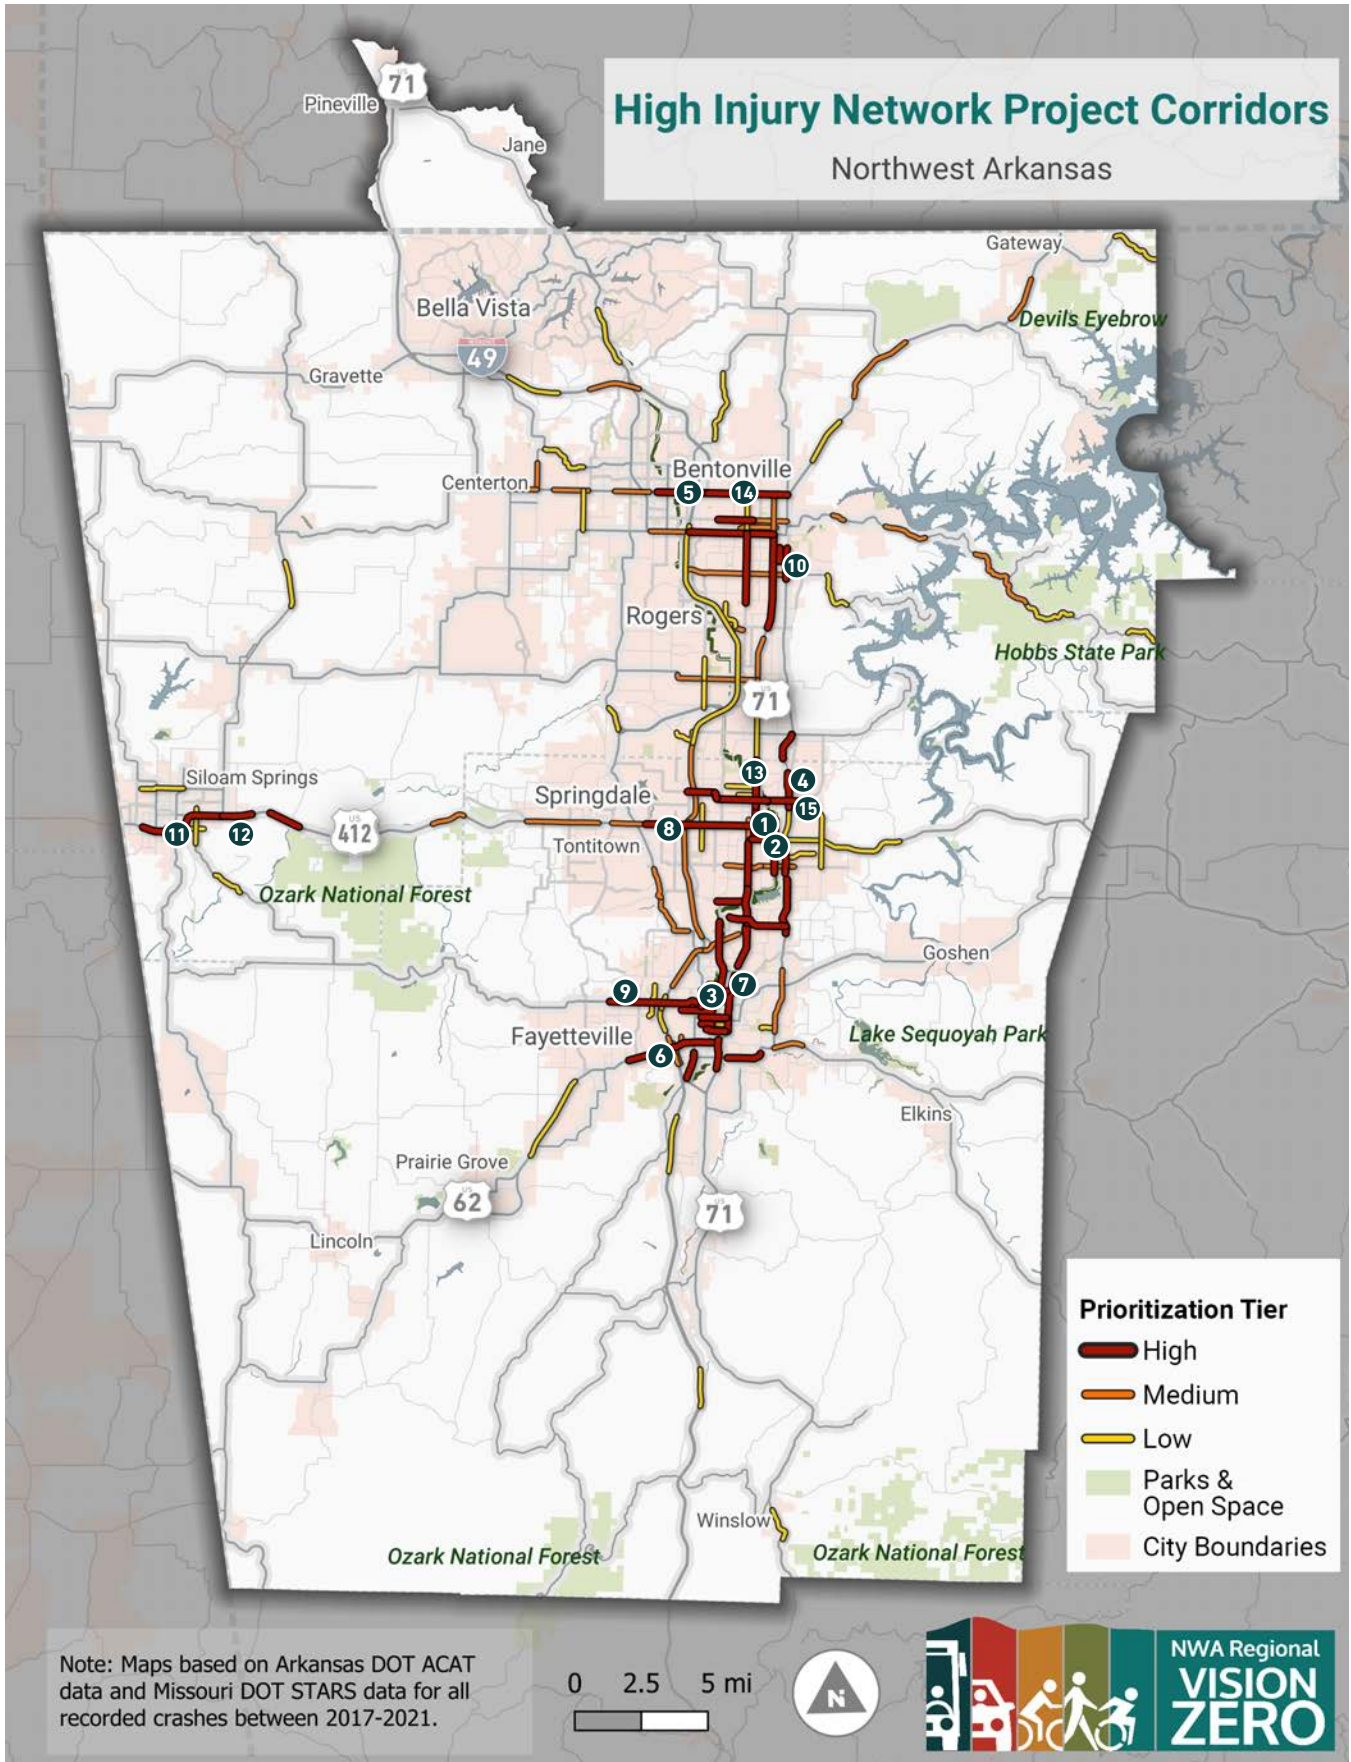 High Injury Network Project Corridors
Northwest Arkansas
US
71
Pineville
Jane
Gateway
Devils Eyebrow
Bella Vista
49
Gravette
Bentonville
Centerton
5
14
10
Rogers
Hobbs State Park
US
71
Siloam Springs
13
4
Springdale
15
11
12
US
412
8
1
Tontitown
2
Ozark National Forest
Goshen
9
3
7
Fayetteville
Lake Sequoyah Park
6
Elkins
Prairie Grove
US
62
US
71
Lincoln
Winslow
Ozark National Forest
Ozark National Forest
Prioritization Tier
High
Medium
Low
Parks &
Open Space
City Boundaries
Note: Maps based on Arkansas DOT ACAT
data and Missouri DOT STARS data for all
recorded crashes between 2017-2021.
0 2.5 5 mi
N
NWA Regional
VISION
ZERO